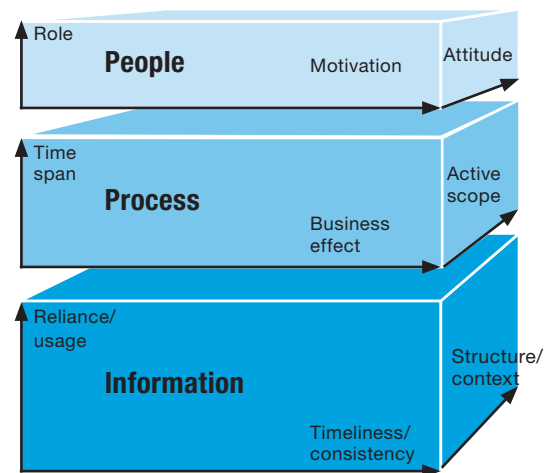 Role
People
Motivation
Attitude
Time
span
Process
Business
effect
Active
scope
Reliance/
usage
Information
Timeliness/
consistency
Structure/
context